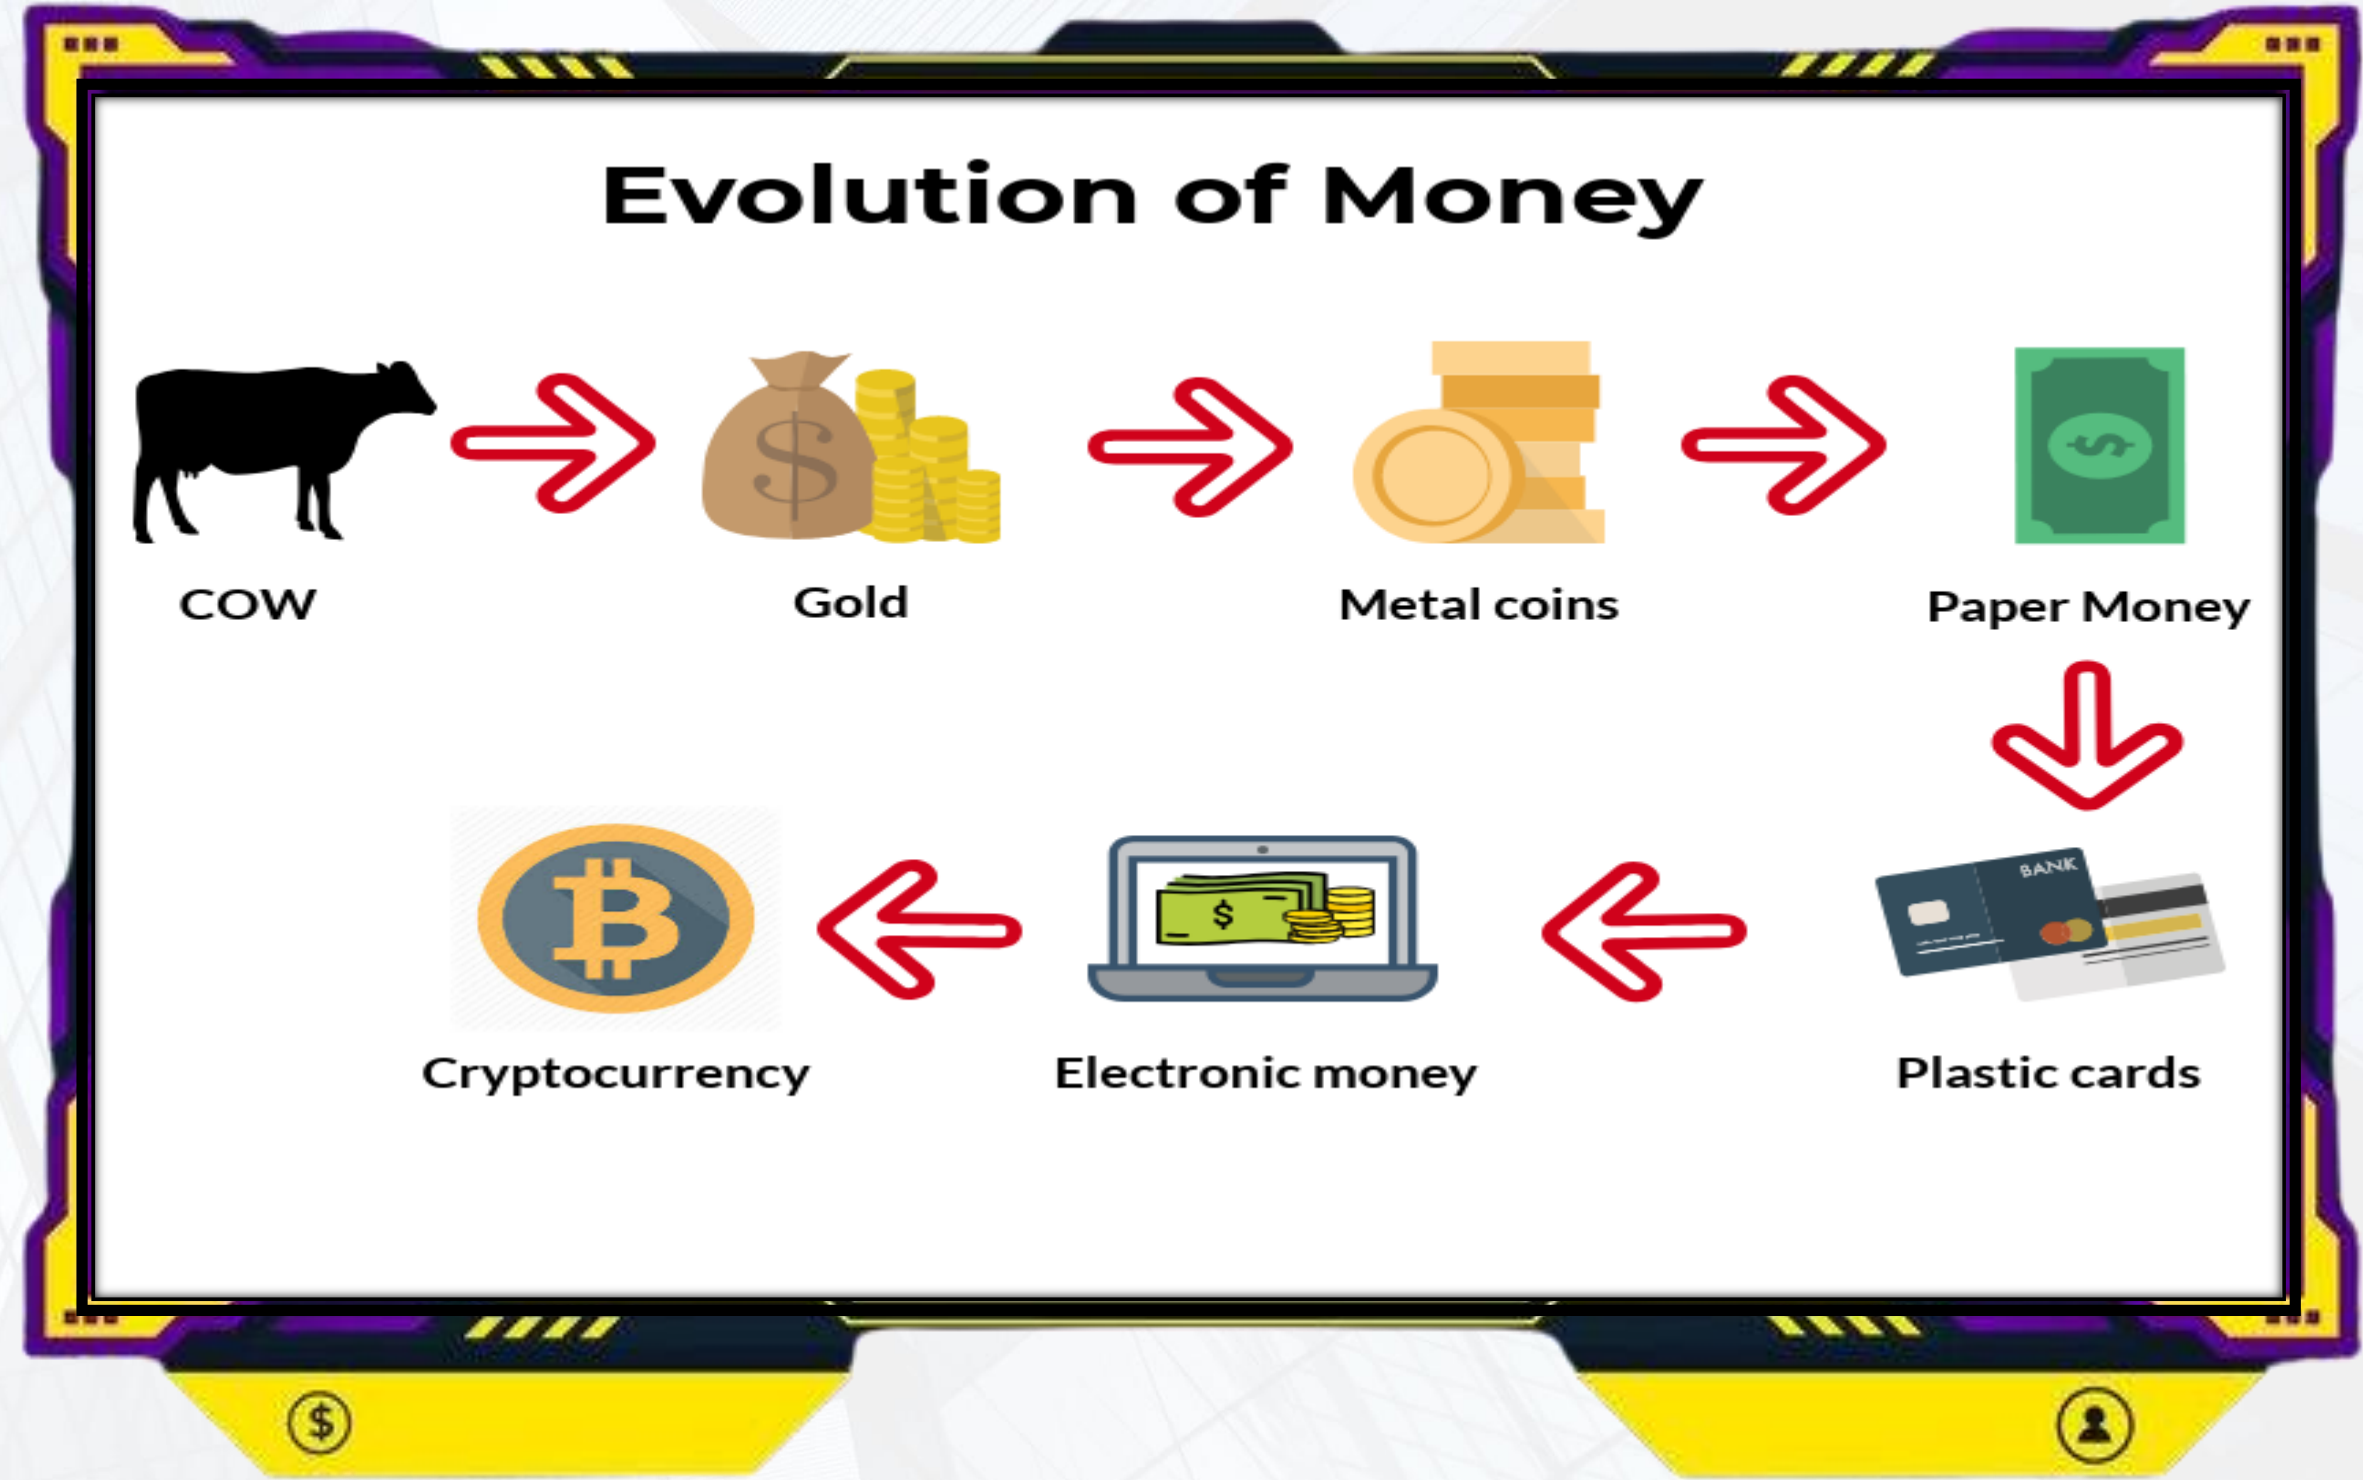 Evolution of Money
$
COW
Gold
Metal coins
$
Paper Money
BANK
$
Cryptocurrency
Electronic money
Plastic cards
$